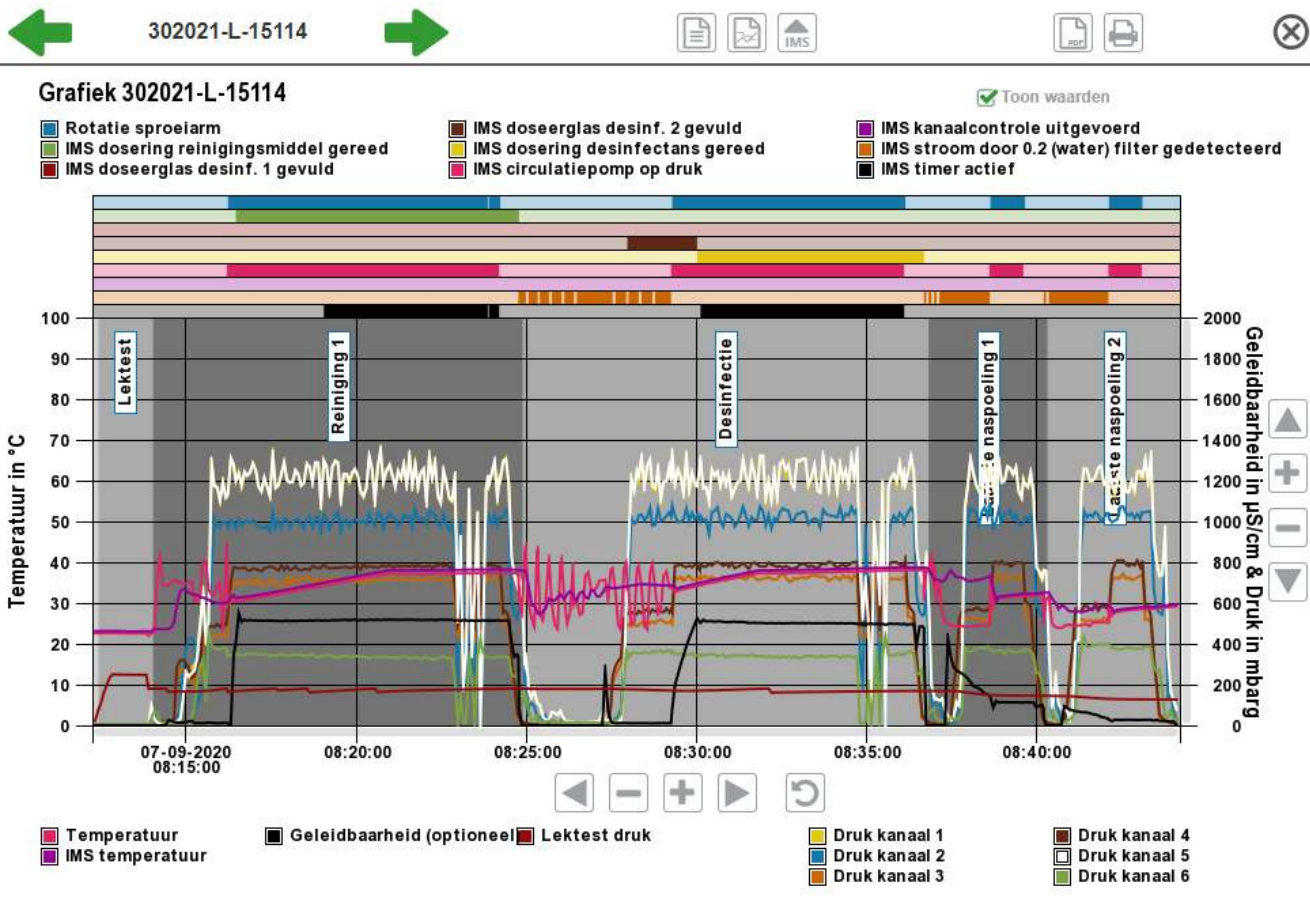 302021-L-15114
IMS
PDF
Grafiek 302021-L-15114
Toon waarden
Rotatie sproeiarm
IMS doseerglas desinf. 2 gevuld
IMS kanaalcontrole uitgevoerd
IMS dosering reinigingsmiddel gereed
IMS dosering desinfectans gereed
IMS stroom door 0.2 (water) filter gedetecteerd
IMS doseerglas desinf. 1 gevuld
IMS circulatiepomp op druk
IMS timer actief
Temperatuur in °C
100
90
80
70
60
50
40
30
20
10
0
Lektest
Reiniging 1
Desinfectie
naspoeling 1
naspoeling 2
2000
1800
1600
1400
1200
1000
800
600
400
200
0
Geleidbaarheid in µS/cm & Druk in mbarg
07-09-2020
08:15:00
08:20:00
08:25:00
08:30:00
08:35:00
08:40:00
Temperatuur
Geleidbaarheid (optioneel)
Lektest druk
Druk kanaal 1
Druk kanaal 4
IMS temperatuur
Druk kanaal 2
Druk kanaal 5
Druk kanaal 3
Druk kanaal 6